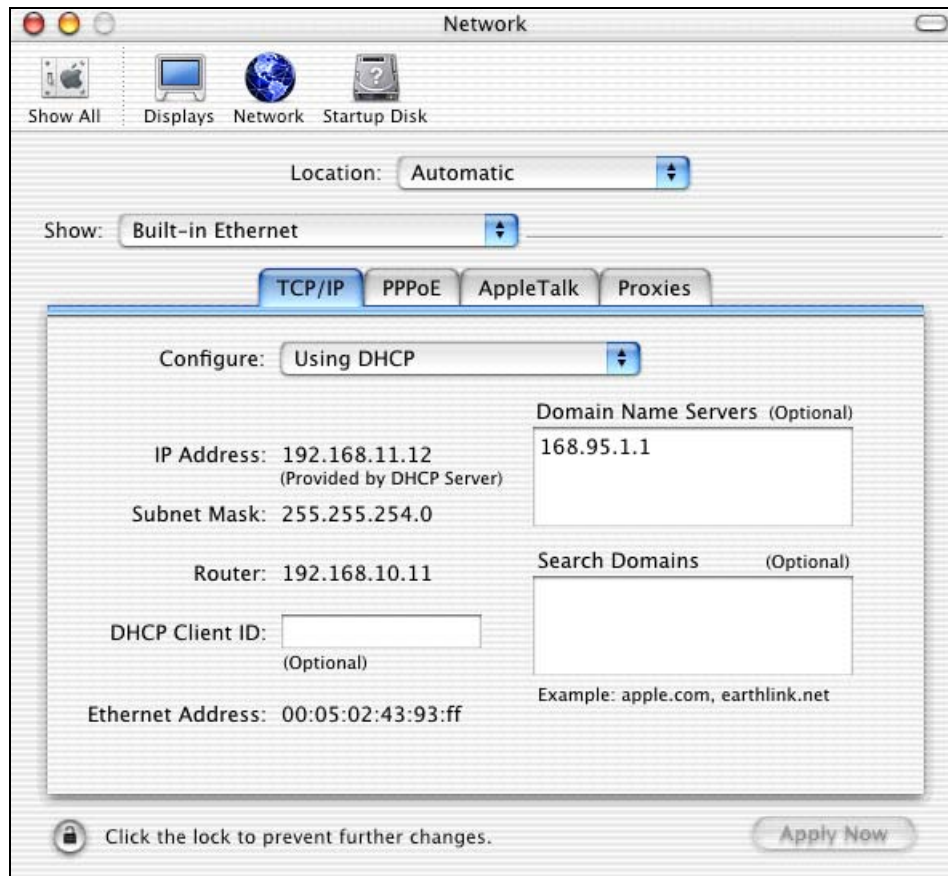 Network
Show All
Displays
Network
Startup Disk
Location: Automatic
Show: Built-in Ethernet
TCP/IP
PPPoE
AppleTalk
Proxies
Configure: Using DHCP
Domain Name Servers (Optional)
168.95.1.1
IP Address: 192.168.11.12
(Provided by DHCP Server)
Subnet Mask: 255.255.254.0
Router: 192.168.10.11
Search Domains (Optional)
DHCP Client ID:
(Optional)
Example: apple.com, earthlink.net
Ethernet Address: 00:05:02:43:93:ff
Click the lock to prevent further changes.
Apply Now